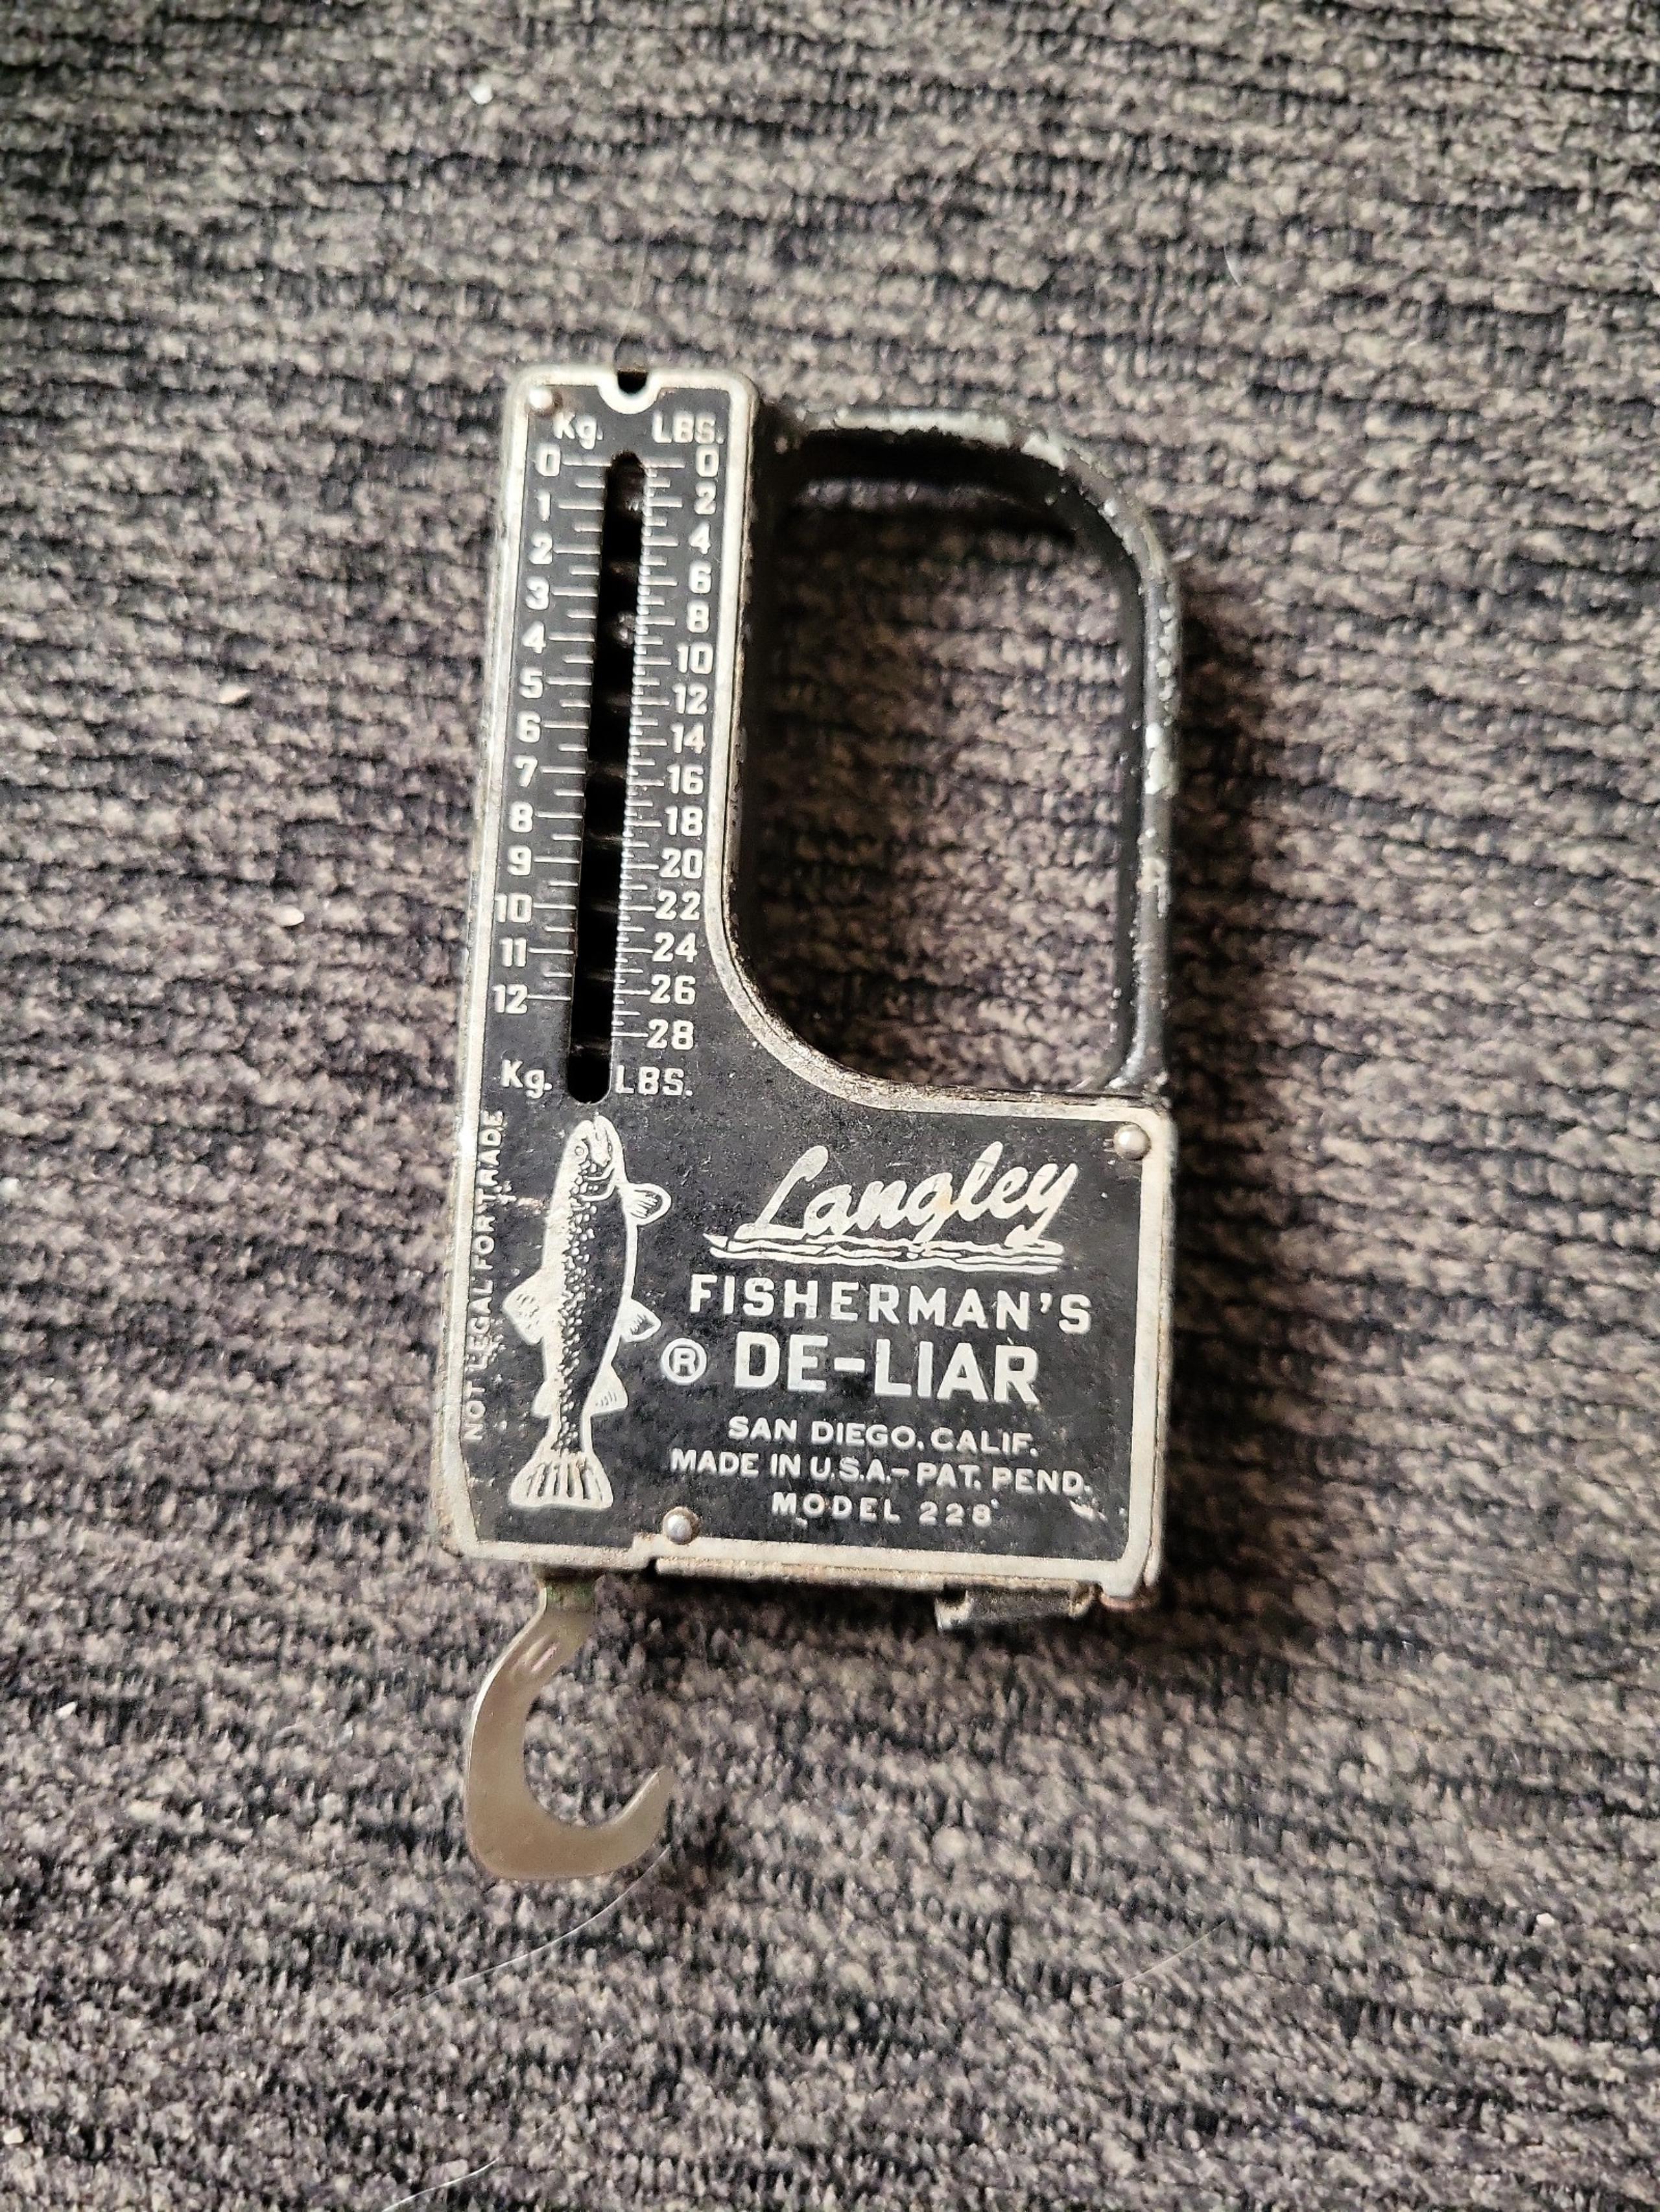 Kg. LBS.
0 0
1 2
2 4
3 6
4 8
5 10
6 12
7 14
8 16
9 18
10 20
11 22
12 24
26
28
Kg. LBS.
NOT LEGAL FOR TRADE
Langley
FISHERMAN'S
® DE-LIAR
SAN DIEGO, CALIF.
MADE IN U.S.A.-PAT. PEND.
MODEL 228